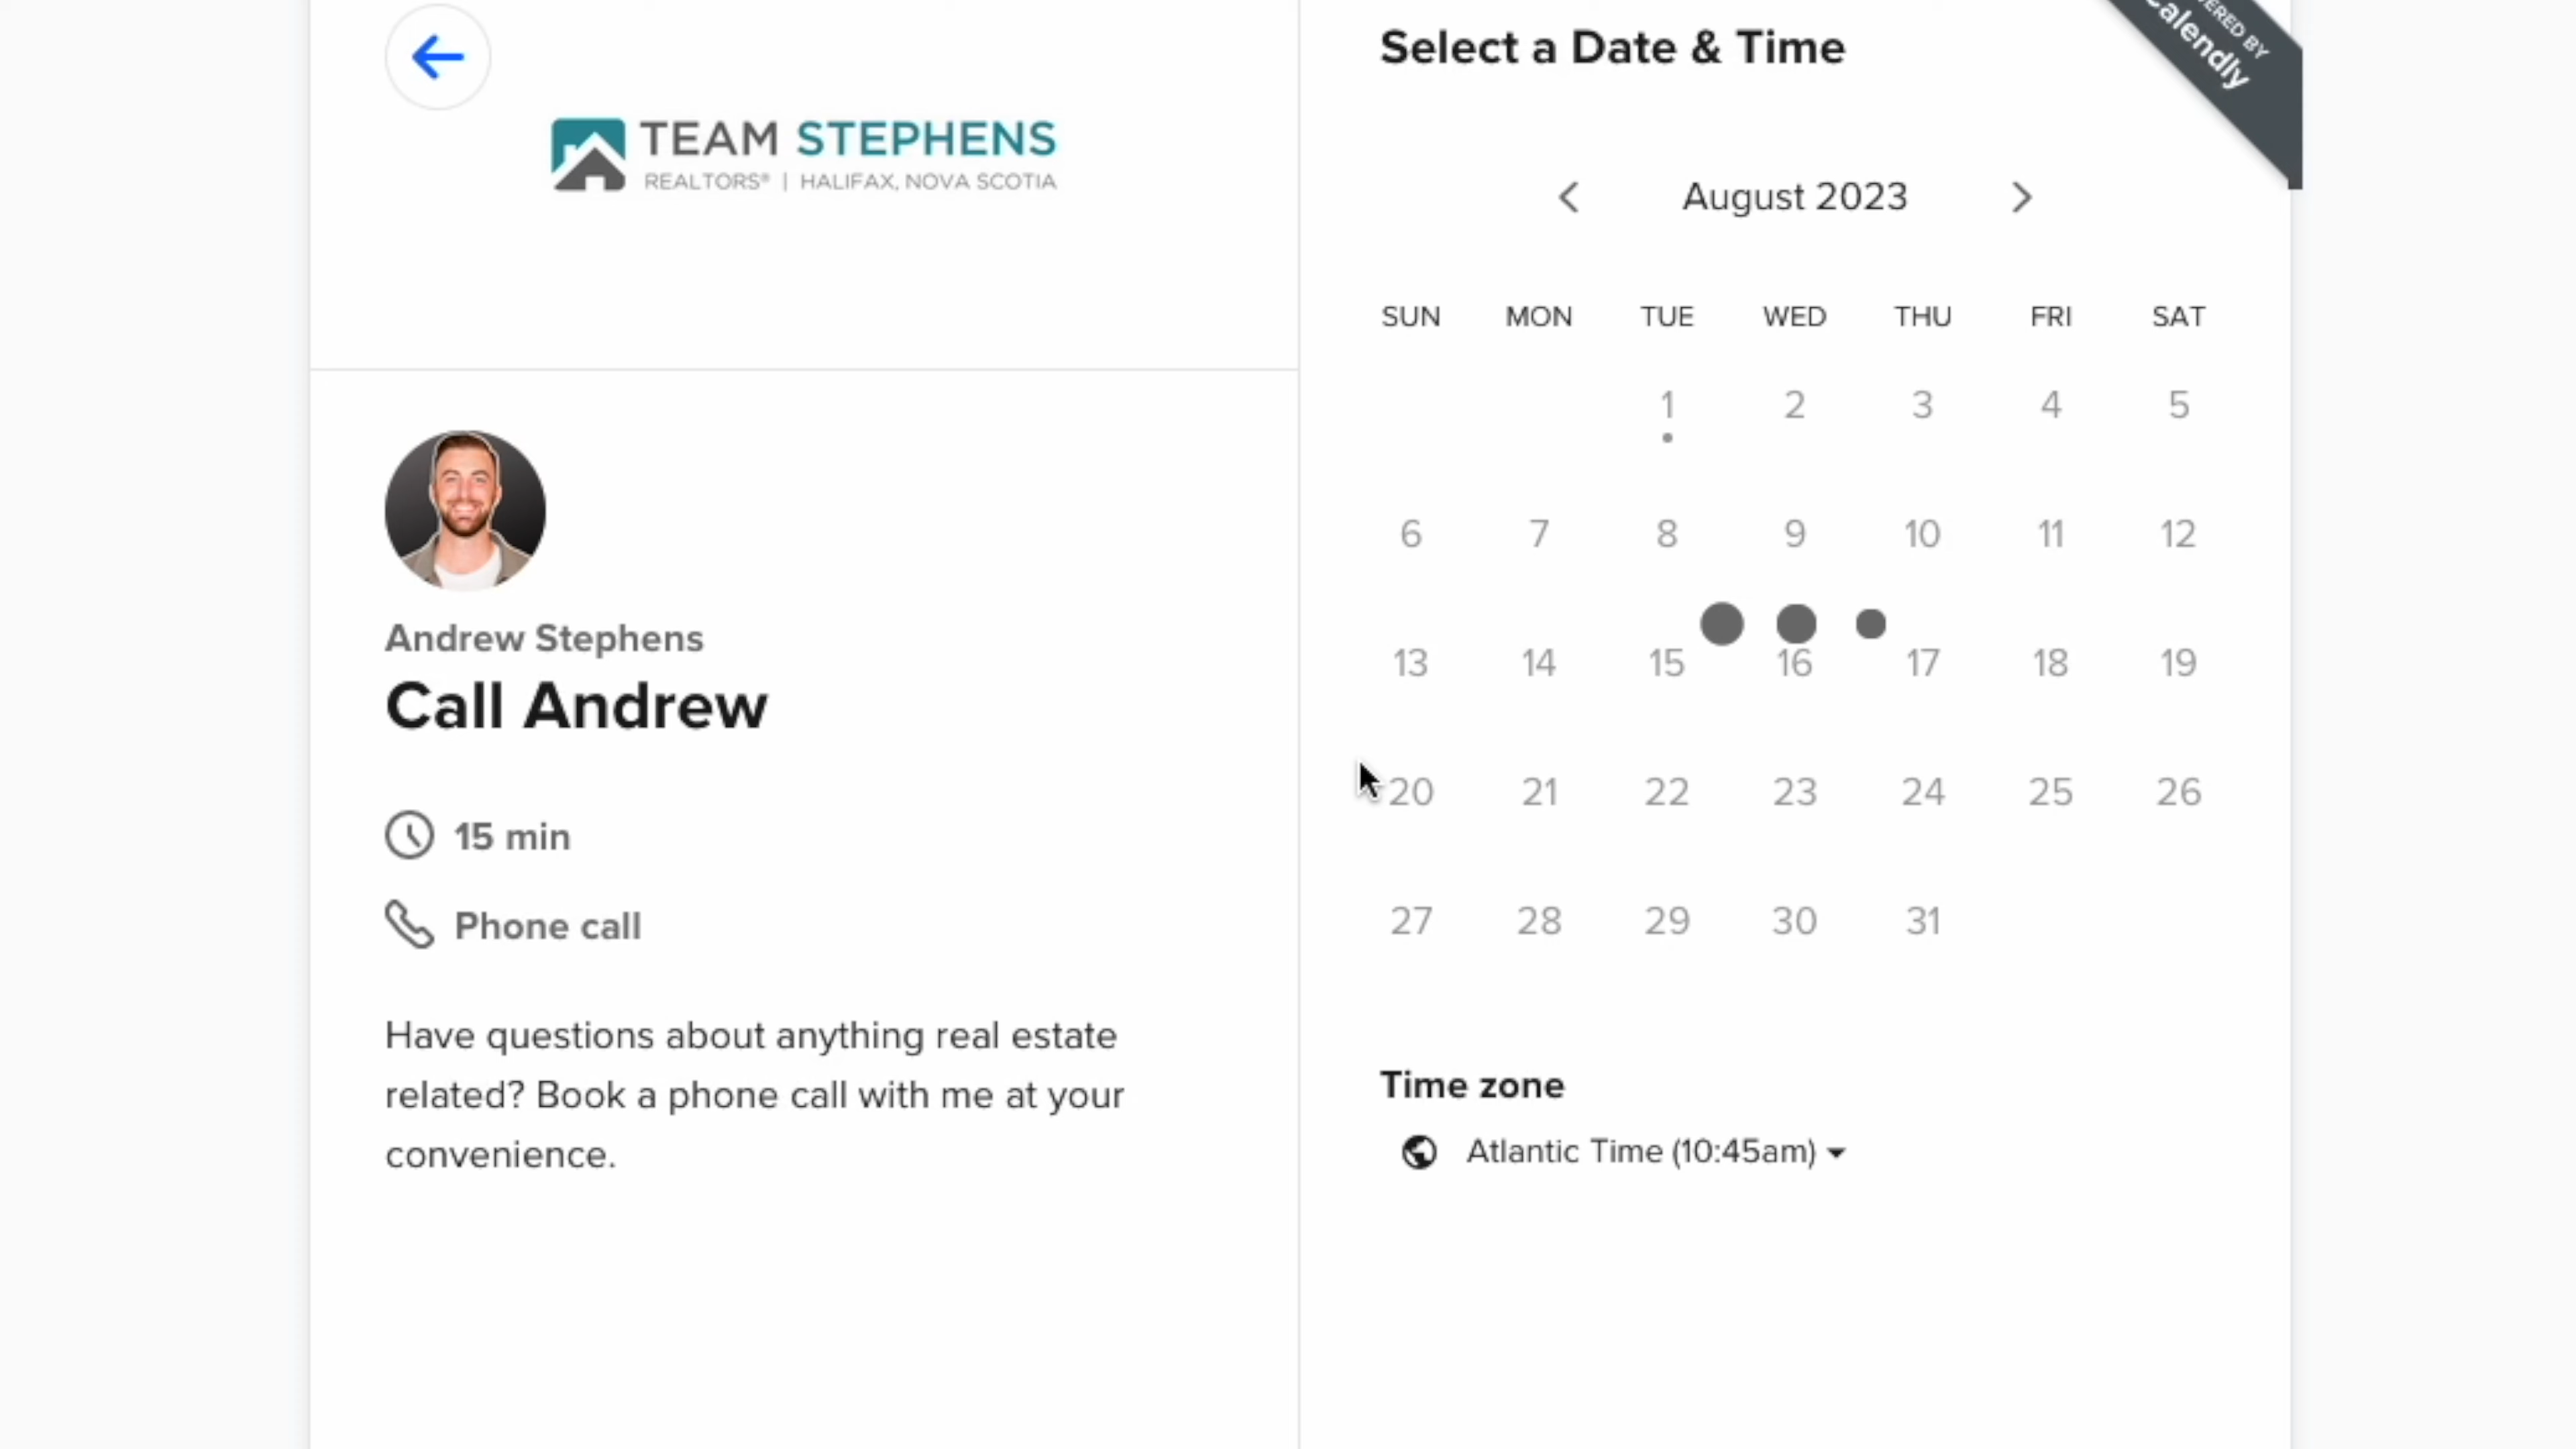 TEAM STEPHENS
REALTORS® | HALIFAX, NOVA SCOTIA
Andrew Stephens
Call Andrew
15 min
Phone call
Have questions about anything real estate
related? Book a phone call with me at your
convenience.
Select a Date & Time
BY
Calendly
August 2023
SUN MON TUE WED THU FRI SAT
1 2 3 4 5
6 7 8 9 10 11 12
13 14 15 16 17 18 19
20 21 22 23 24 25 26
27 28 29 30 31
Time zone
Atlantic Time (10:45am)